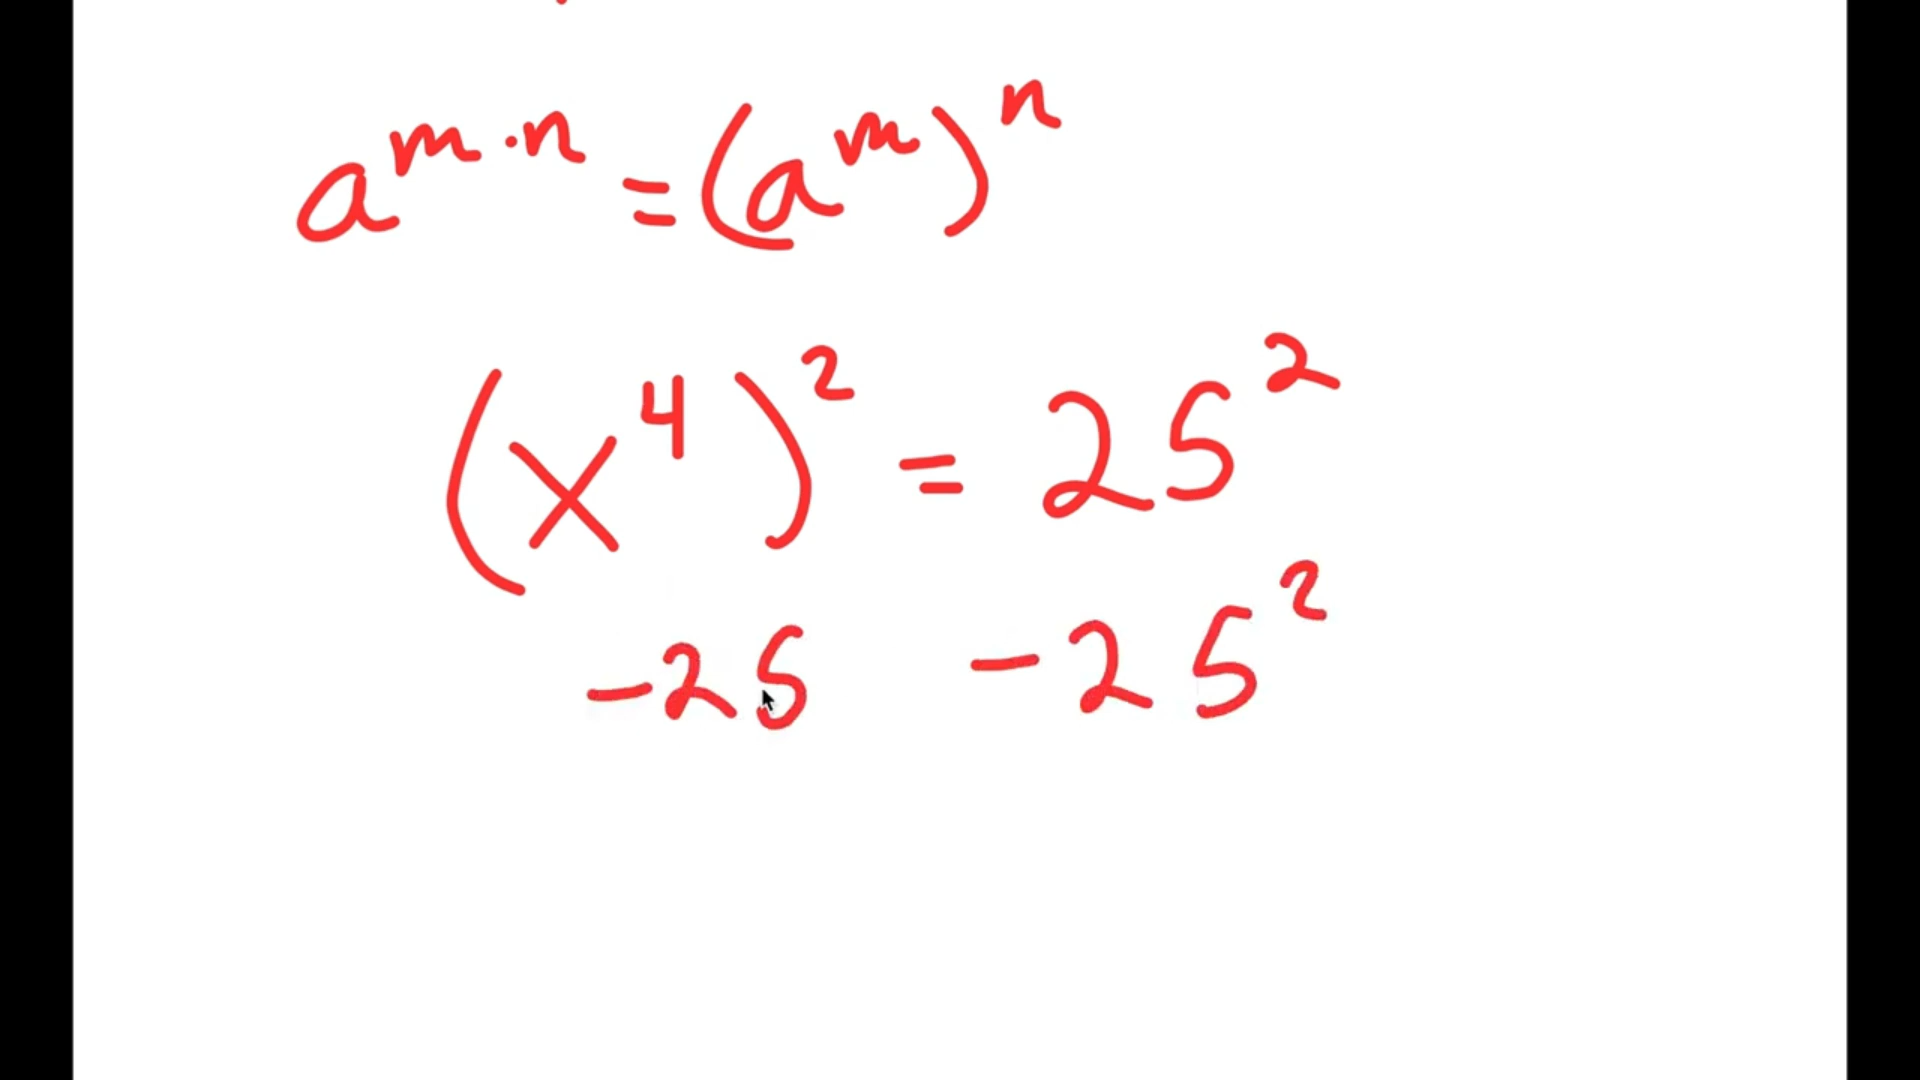 a^{m·n} = (a^m)^n
(x^4)^2 = 25^2
-25 -25^2